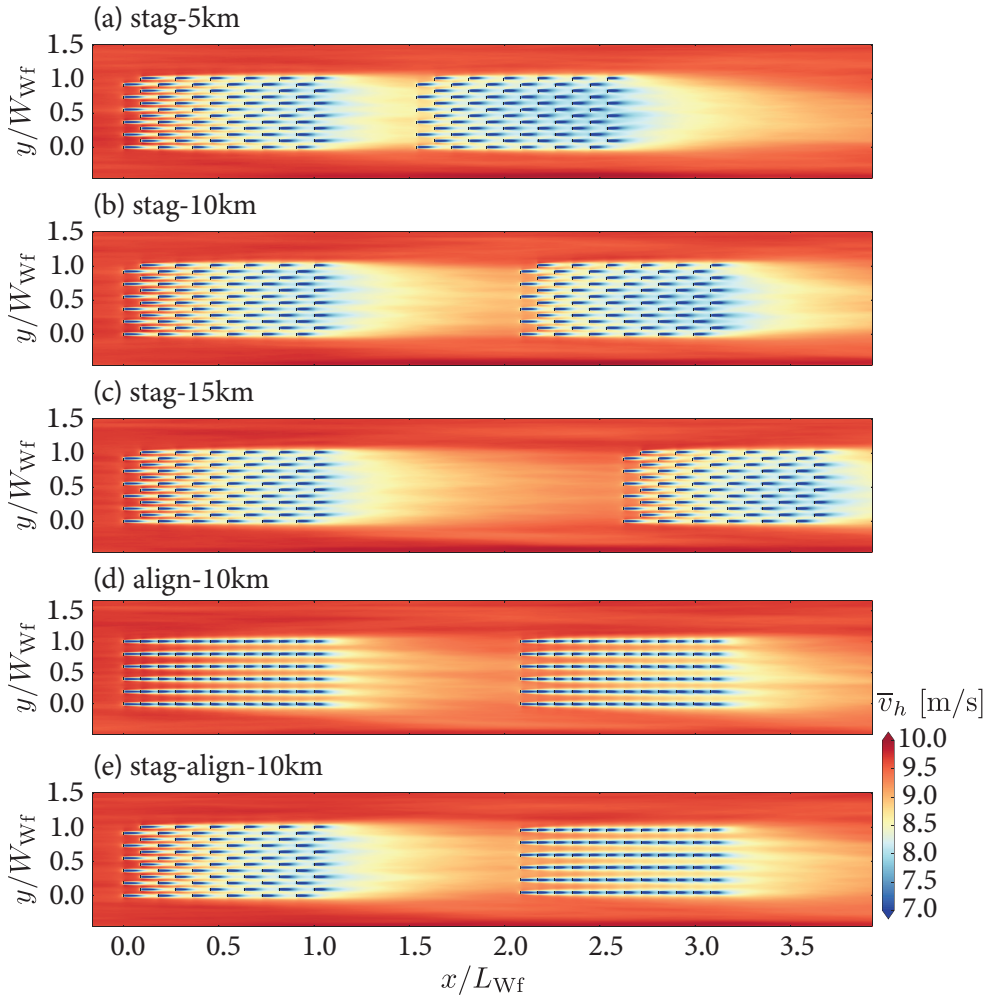 (a) stag-5km
1.5
1.0
0.5
0.0
y/W_Wf
(b) stag-10km
1.5
1.0
0.5
0.0
y/W_Wf
(c) stag-15km
1.5
1.0
0.5
0.0
y/W_Wf
(d) align-10km
1.5
1.0
0.5
0.0
y/W_Wf
(e) stag-align-10km
1.5
1.0
0.5
0.0
y/W_Wf
0.0 0.5 1.0 1.5 2.0 2.5 3.0 3.5
x/L_Wf
v̅_h [m/s]
10.0
9.5
9.0
8.5
8.0
7.5
7.0